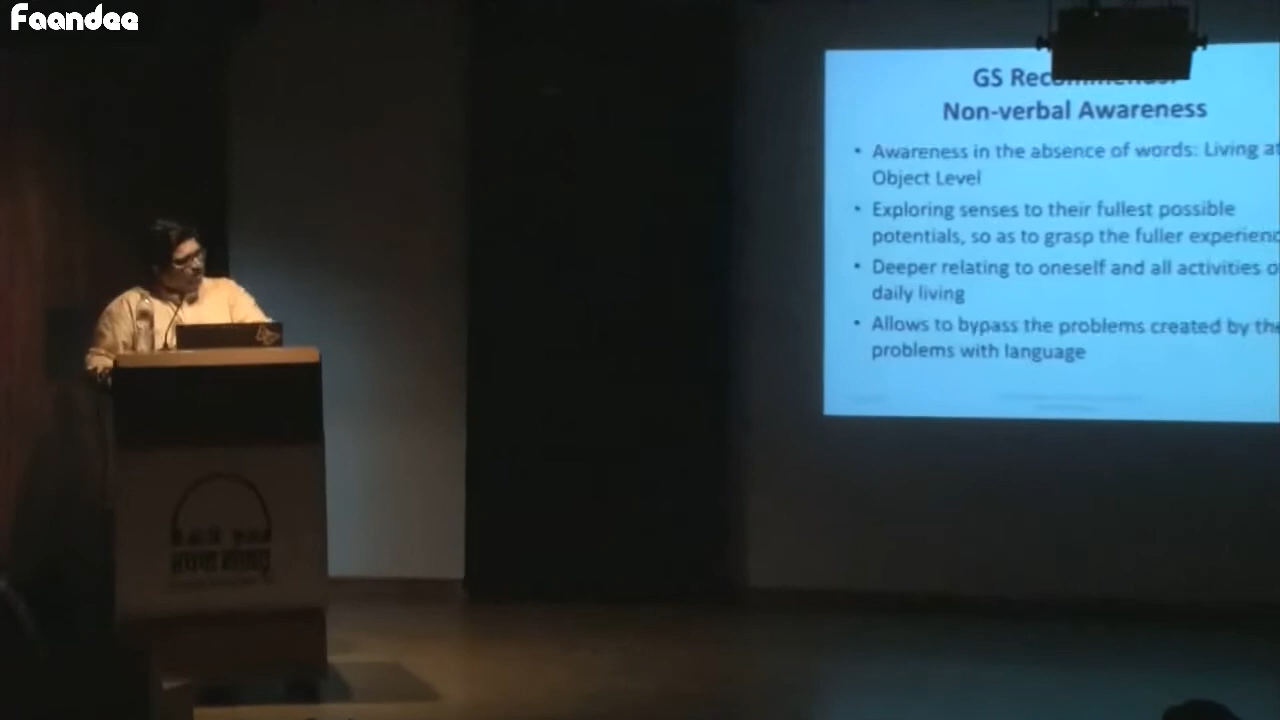 Faandee
GS
Non-verbal Awareness
• Awareness in the absence of words: Living at
Object Level
• Exploring senses to their fullest possible
potentials, so as to grasp the fuller
• Deeper relating to oneself and all activities
daily living
• Allows to bypass the problems created by the
problems with language